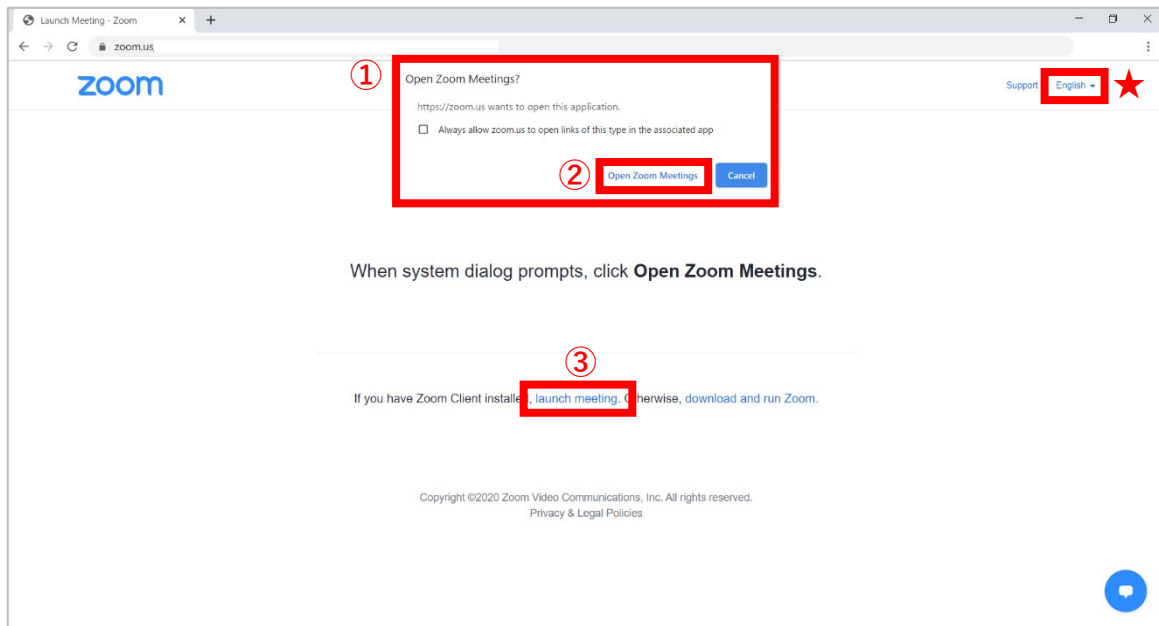 Launch Meeting - Zoom
zoom.us
zoom
①
Open Zoom Meetings?
https://zoom.us wants to open this application.
Always allow zoom.us to open links of this type in the associated app
②
Open Zoom Meetings
Cancel
Support
English
★
When system dialog prompts, click Open Zoom Meetings.
③
If you have Zoom Client installed, launch meeting. Otherwise, download and run Zoom.
Copyright ©2020 Zoom Video Communications, Inc. All rights reserved.
Privacy & Legal Policies